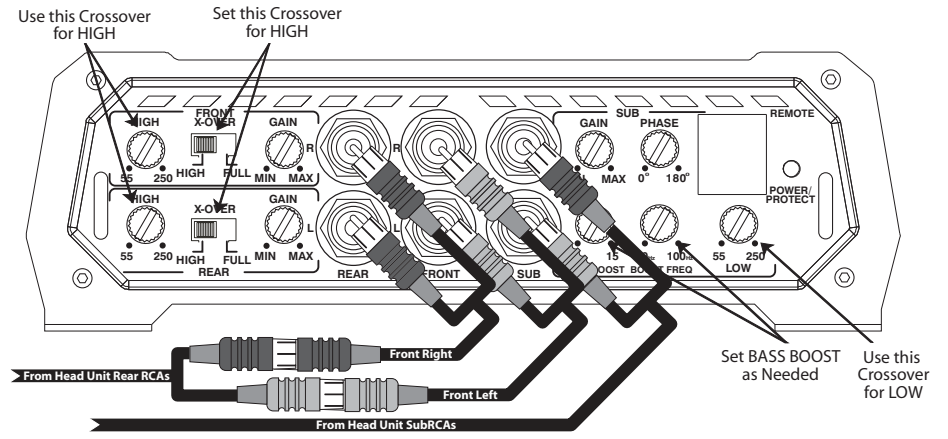 Use this Crossover
for HIGH
Set this Crossover
for HIGH
FRONT
HIGH
X-OVER
GAIN
R
R
SUB
GAIN
PHASE
REMOTE
55
250
HIGH
FULL
MIN
MAX
MAX
0°
180°
POWER/
PROTECT
HIGH
X-OVER
GAIN
L
L
55
250
HIGH
FULL
MIN
MAX
REAR
REAR
FRONT
SUB
15
100Hz
55
250
FREQ
LOW
Front Right
From Head Unit Rear RCAs
Front Left
From Head Unit SubRCAs
Set BASS BOOST
as Needed
Use this
Crossover
for LOW